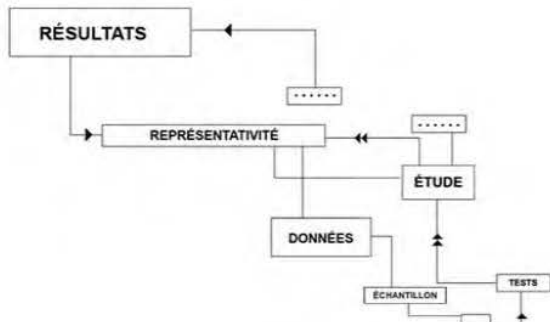 RÉSULTATS
......
......
REPRÉSENTATIVITÉ
ÉTUDE
DONNÉES
TESTS
ÉCHANTILLON